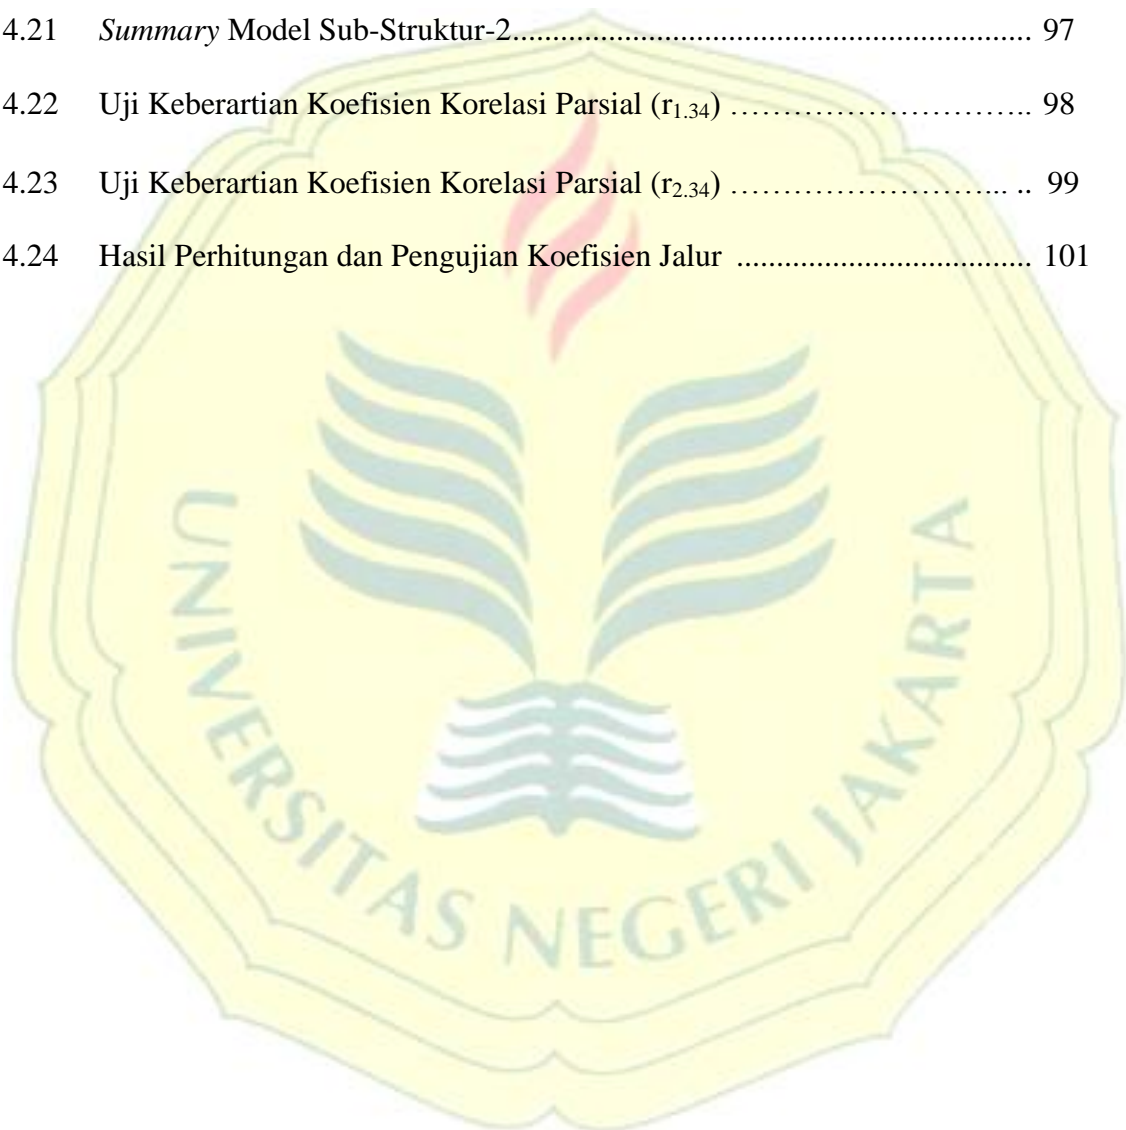 4.21 Summary Model Sub-Struktur-2................................................................. 97
4.22 Uji Keberartian Koefisien Korelasi Parsial (r1.34) ……………………….. 98
4.23 Uji Keberartian Koefisien Korelasi Parsial (r2.34) …………………….... .. 99
4.24 Hasil Perhitungan dan Pengujian Koefisien Jalur ..................................... 101
UNIVERSITAS NEGERI JAKARTA